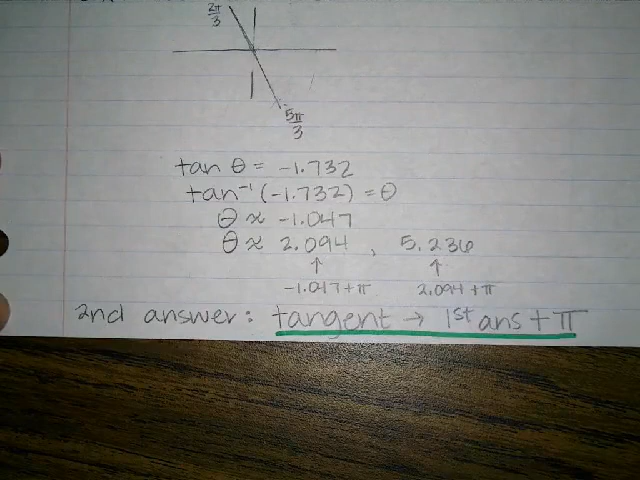 2π/3
5π/3
tan θ = -1.732
tan⁻¹(-1.732) = θ
θ ≈ -1.047
θ ≈ 2.094 , 5.236
↑ ↑
-1.047+π 2.094+π
2nd answer: tangent → 1st ans + π